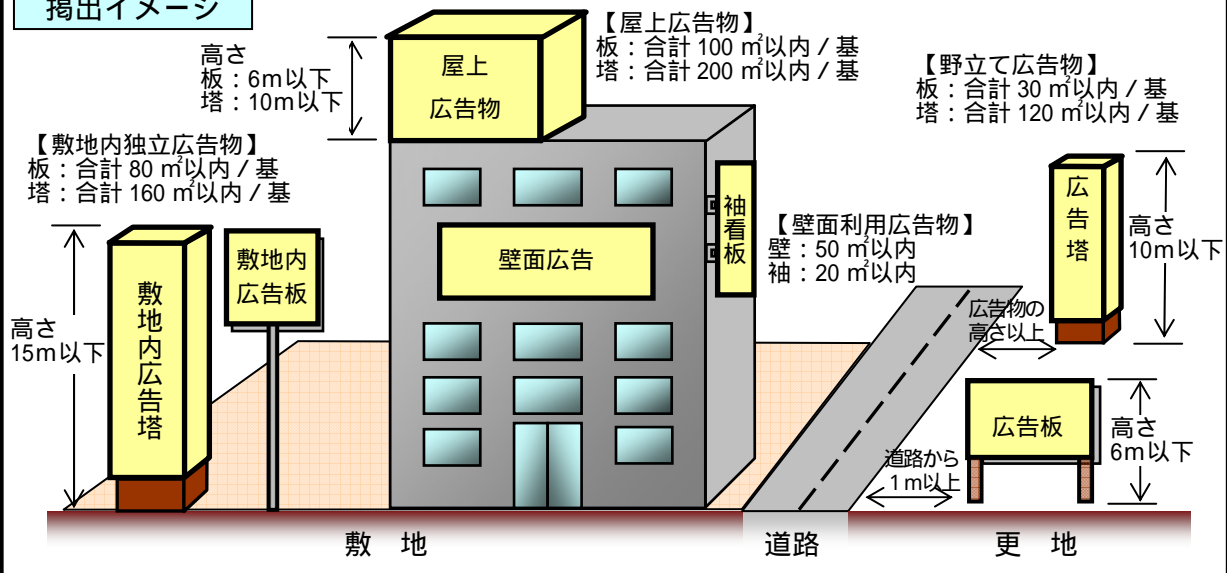 掲出イメージ
高さ
板：6m以下
塔：10m以下
屋上
広告物
【屋上広告物】
板：合計 100 ㎡以内 / 基
塔：合計 200 ㎡以内 / 基
【野立て広告物】
板：合計 30 ㎡以内 / 基
塔：合計 120 ㎡以内 / 基
【敷地内独立広告物】
板：合計 80 ㎡以内 / 基
塔：合計 160 ㎡以内 / 基
高さ
15m以下
敷地内広告塔
敷地内
広告板
壁面広告
袖看板
【壁面利用広告物】
壁：50 ㎡以内
袖：20 ㎡以内
広告塔
高さ
10m以下
広告物の
高さ以上
広告板
高さ
6m以下
道路から
1m以上
敷 地
道路
更 地